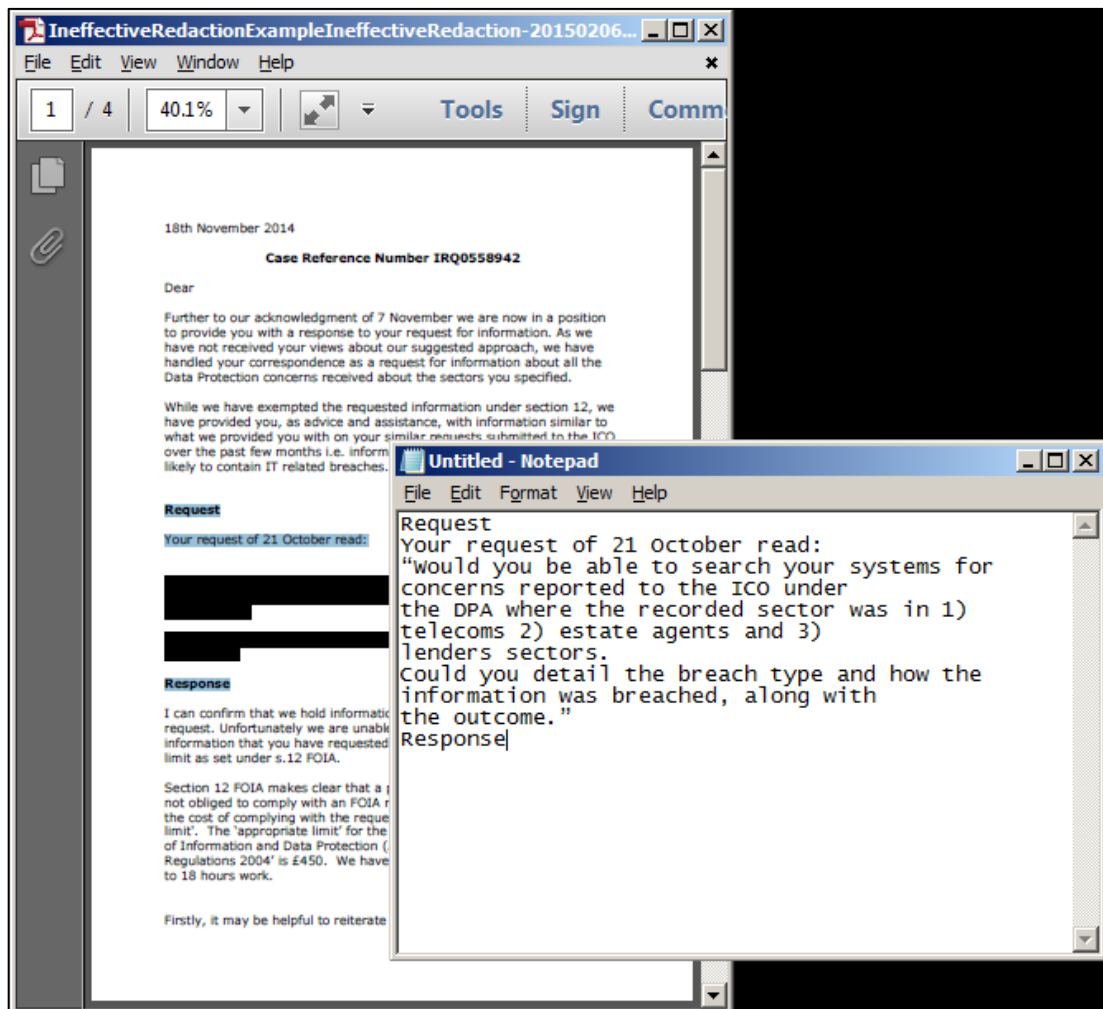 IneffectiveRedactionExampleIneffectiveRedaction-20150206...
File Edit View Window Help
1 / 4 40.1% Tools Sign Comm
18th November 2014
Case Reference Number IRQ0558942
Dear
Further to our acknowledgment of 7 November we are now in a position
to provide you with a response to your request for information. As we
have not received your views about our suggested approach, we have
handled your correspondence as a request for information about all the
Data Protection concerns received about the sectors you specified.
While we have exempted the requested information under section 12, we
have provided you, as advice and assistance, with information similar to
what we provided you with on your similar requests submitted to the ICO
over the past few months i.e. inform
likely to contain IT related breaches.
Request
Your request of 21 October read:
Response
I can confirm that we hold informatio
request. Unfortunately we are unable
information that you have requested
limit as set under s.12 FOIA.
Section 12 FOIA makes clear that a p
not obliged to comply with an FOIA r
the cost of complying with the reque
limit'. The 'appropriate limit' for the
of Information and Data Protection (
Regulations 2004' is £450. We have
to 18 hours work.
Firstly, it may be helpful to reiterate
Untitled - Notepad
File Edit Format View Help
Request
Your request of 21 October read:
“Would you be able to search your systems for
concerns reported to the ICO under
the DPA where the recorded sector was in 1)
telecoms 2) estate agents and 3)
lenders sectors.
Could you detail the breach type and how the
information was breached, along with
the outcome.”
Response